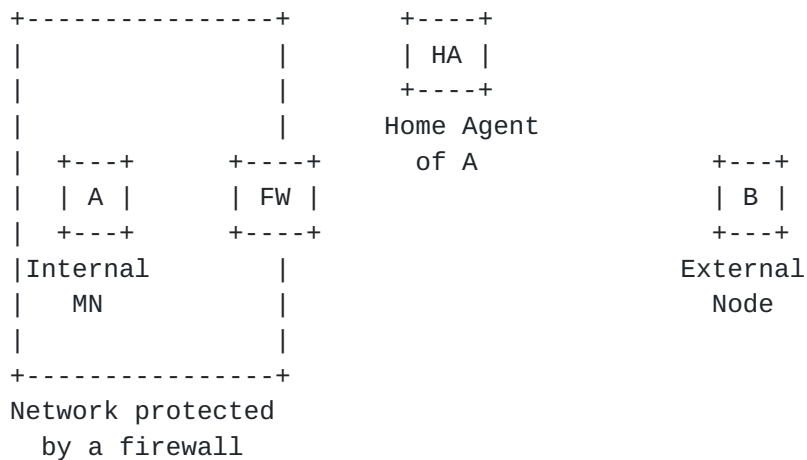 +----------------+       +----+
|                |       | HA |
|                |       +----+
|                |      Home Agent
|  +---+      +----+      of A               +---+
|  | A |      | FW |                         | B |
|  +---+      +----+                         +---+
|Internal        |                         External
|   MN           |                           Node
|                |
+----------------+
Network protected
  by a firewall